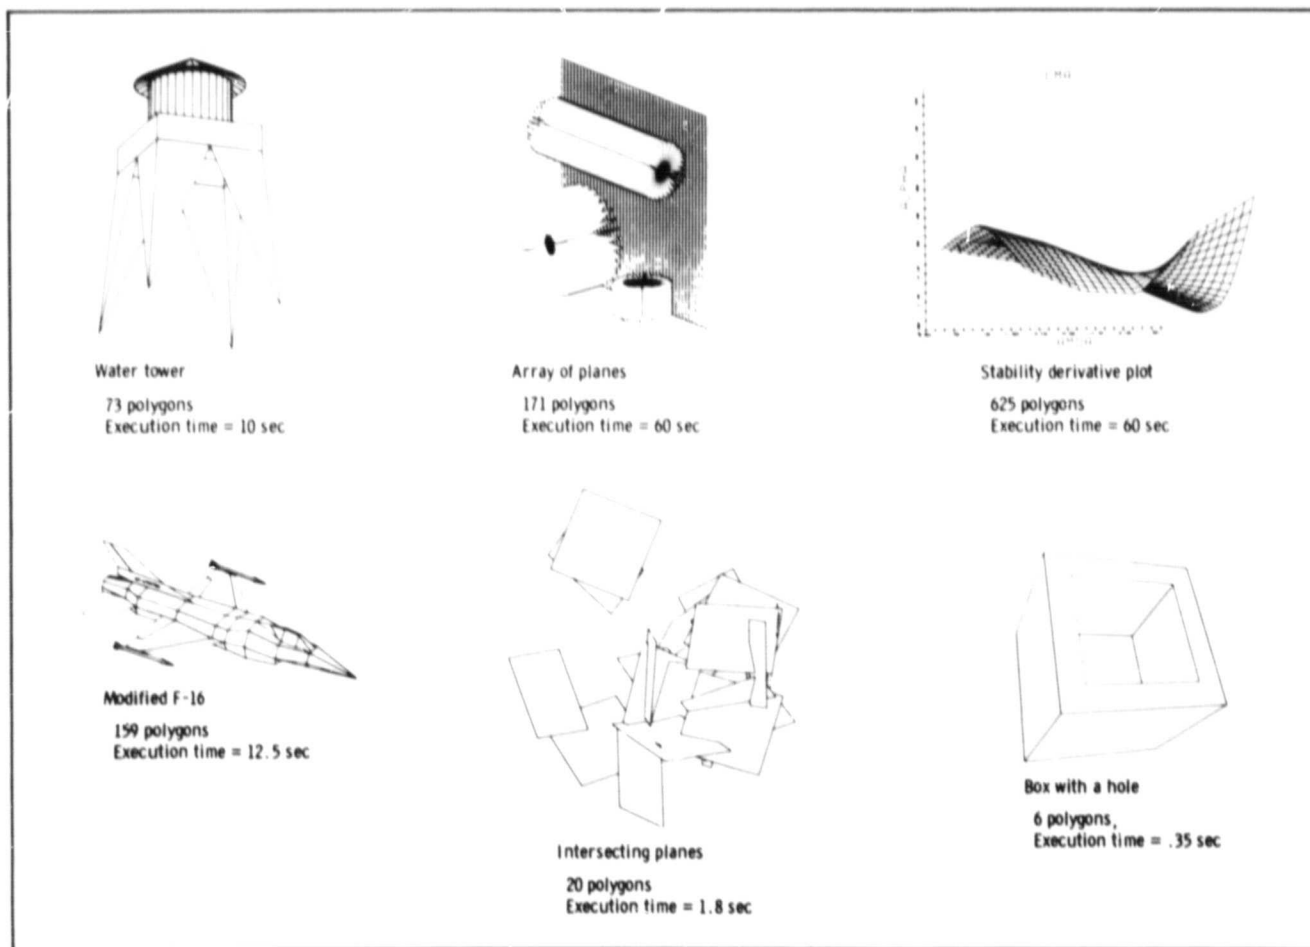 Water tower
73 polygons
Execution time = 10 sec
Array of planes
171 polygons
Execution time = 60 sec
Stability derivative plot
625 polygons
Execution time = 60 sec
Modified F-16
159 polygons
Execution time = 12.5 sec
Intersecting planes
20 polygons
Execution time = 1.8 sec
Box with a hole
6 polygons,
Execution time = .35 sec